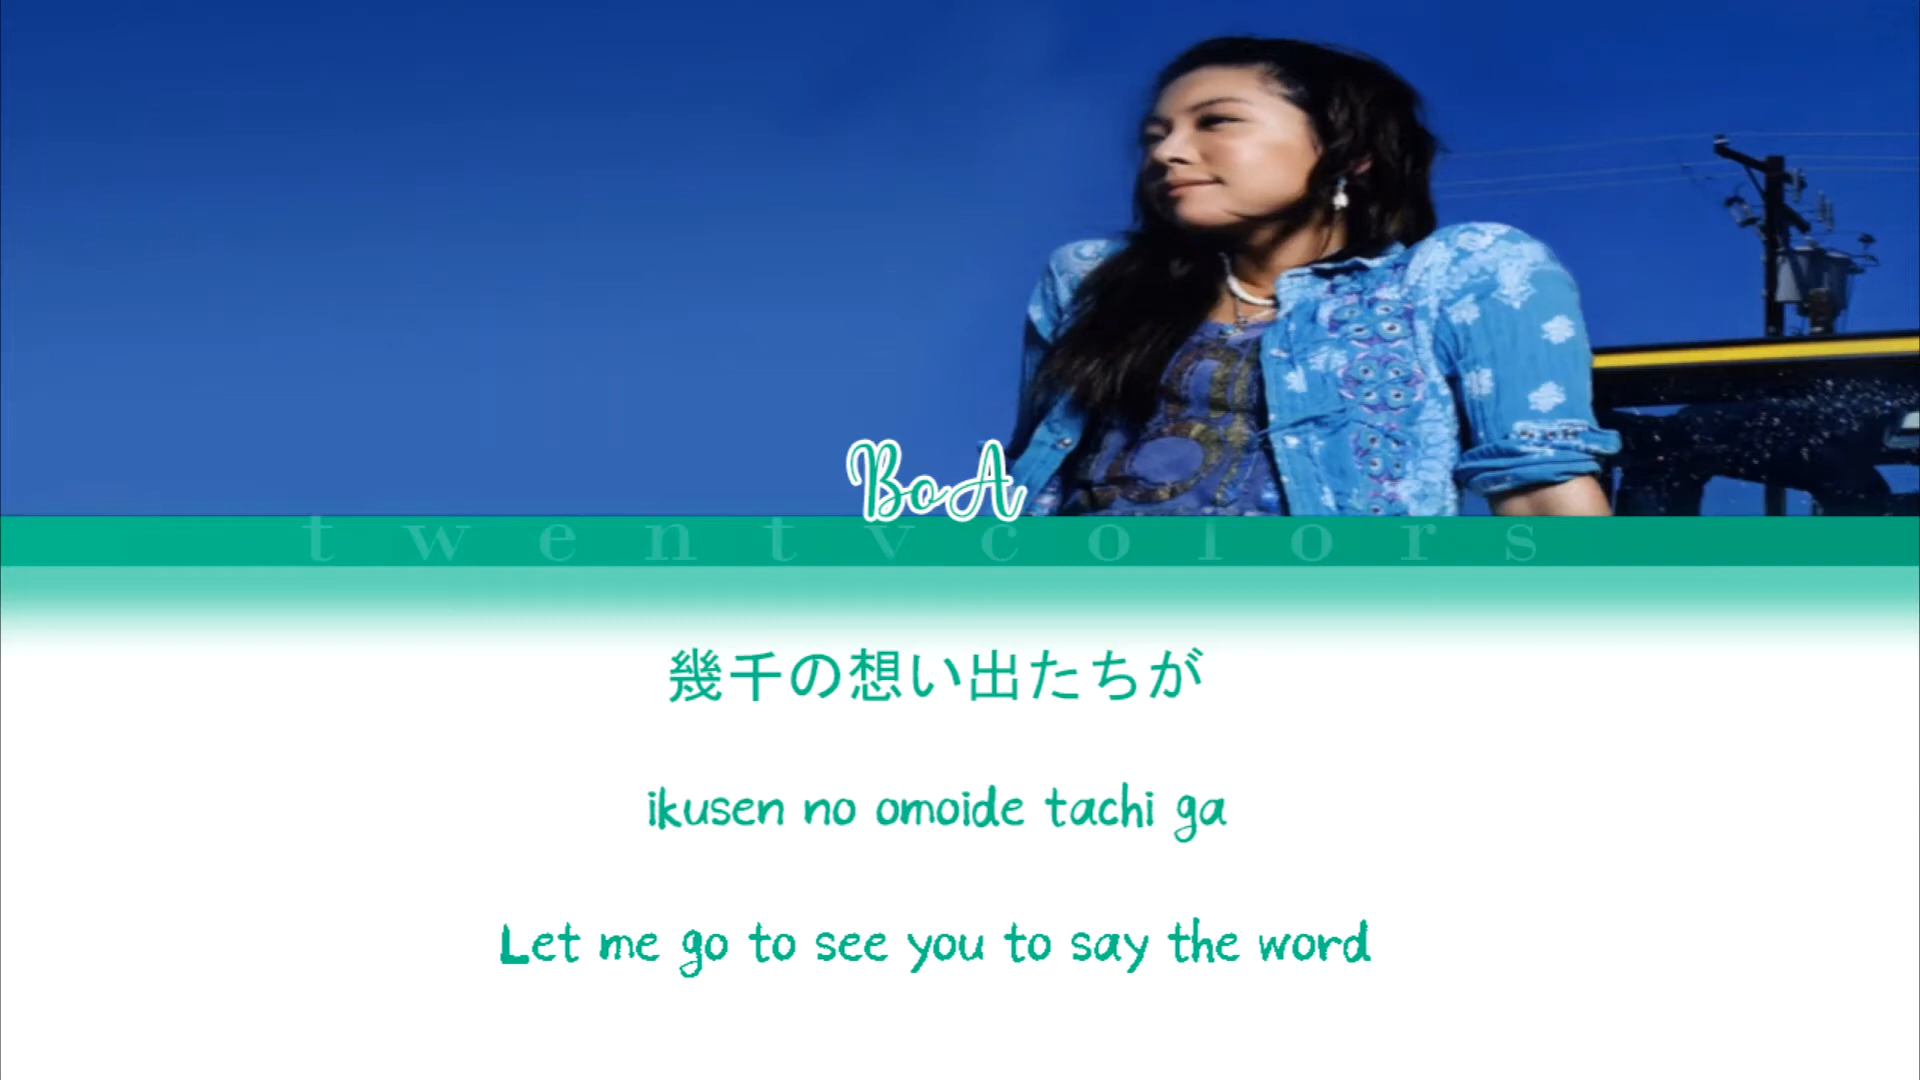 BoA
twentycolors
幾千の想い出たちが
ikusen no omoide tachi ga
Let me go to see you to say the word